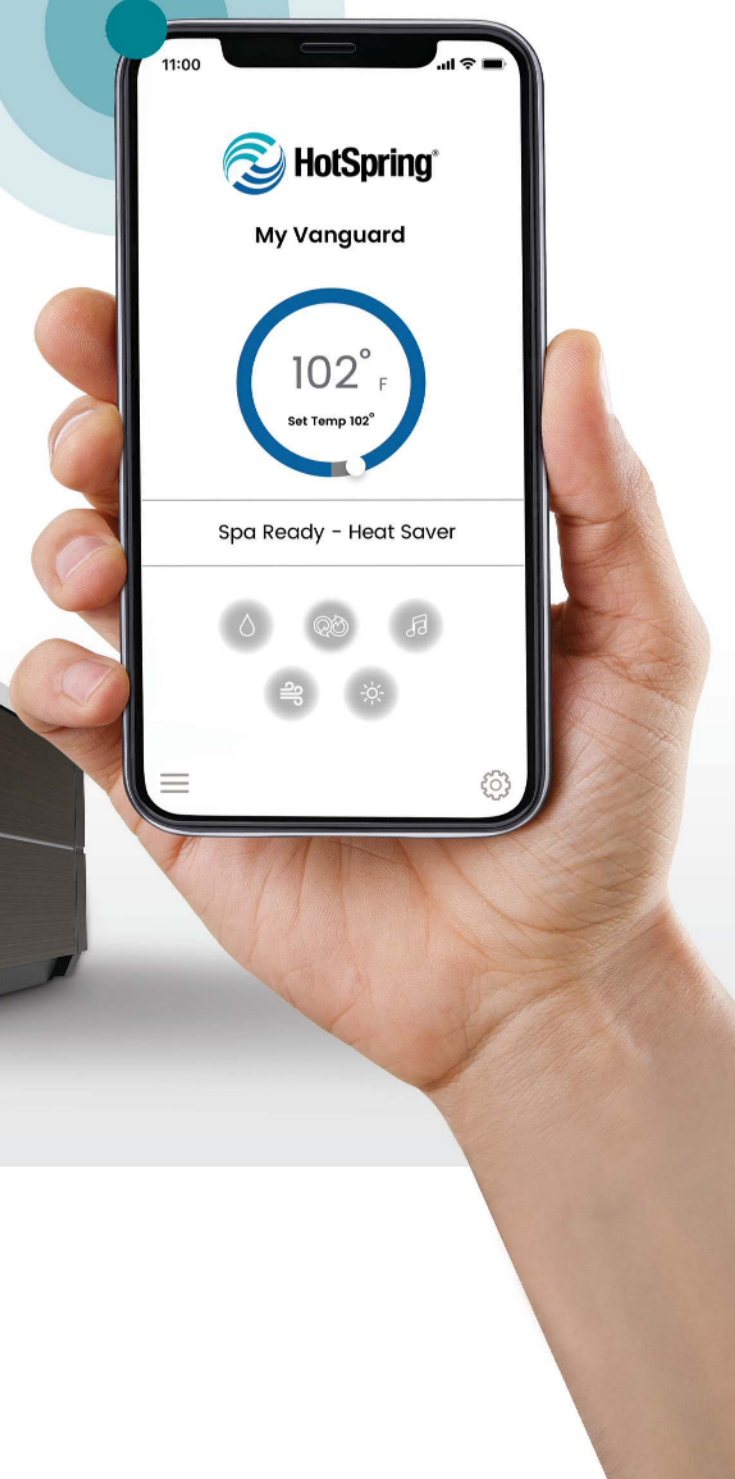 11:00
HotSpring®
My Vanguard
102° F
Set Temp 102°
Spa Ready - Heat Saver